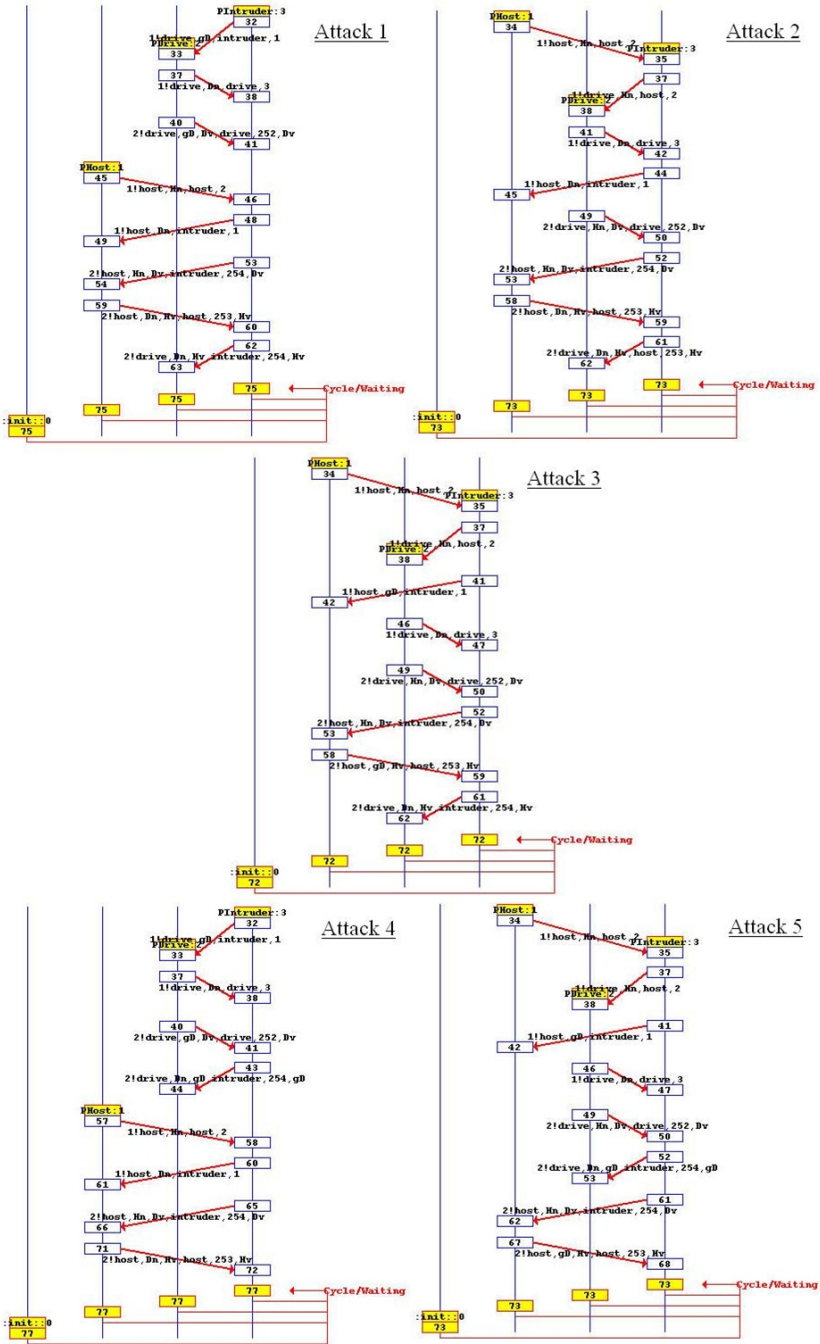 Attack 1
PIntruder:3
32
1!drive,gD,intruder,1
PDrive:2
33
37
1!drive,Dn,drive,3
38
40
2!drive,gD,Dv,drive,252,Dv
41
PHost:1
45
1!host,Hn,host,2
46
48
1!host,Dn,intruder,1
49
53
2!host,Hn,Dv,intruder,254,Dv
54
59
2!host,Dn,Hv,host,253,Hv
60
62
2!drive,Dn,Hv,intruder,254,Hv
63
75
Cycle/Waiting
75
75
:init::0
75
Attack 2
PHost:1
34
1!host,Hn,host,2
PIntruder:3
35
37
1!drive,Hn,host,2
PDrive:2
38
41
1!drive,Dn,drive,3
42
44
1!host,Dn,intruder,1
45
49
2!drive,Hn,Dv,drive,252,Dv
50
52
2!host,Hn,Dv,intruder,254,Dv
53
58
2!host,Dn,Hv,host,253,Hv
59
61
2!drive,Dn,Hv,host,253,Hv
62
73
Cycle/Waiting
73
73
:init::0
73
Attack 3
PHost:1
34
1!host,Hn,host,2
PIntruder:3
35
37
1!drive,Hn,host,2
PDrive:2
38
41
1!host,gD,intruder,1
42
46
1!drive,Dn,drive,3
47
49
2!drive,Hn,Dv,drive,252,Dv
50
52
2!host,Hn,Dv,intruder,254,Dv
53
58
2!host,gD,Hv,host,253,Hv
59
61
2!drive,Dn,Hv,intruder,254,Hv
62
72
Cycle/Waiting
72
72
:init::0
72
Attack 4
PIntruder:3
32
1!drive,gD,intruder,1
PDrive:2
33
37
1!drive,Dn,drive,3
38
40
2!drive,gD,Dv,drive,252,Dv
41
43
2!drive,Dn,gD,intruder,254,gD
44
PHost:1
57
1!host,Hn,host,2
58
60
1!host,Dn,intruder,1
61
65
2!host,Hn,Dv,intruder,254,Dv
66
71
2!host,Dn,Hv,host,253,Hv
72
77
Cycle/Waiting
77
77
:init::0
77
Attack 5
PHost:1
34
1!host,Hn,host,2
PIntruder:3
35
37
1!drive,Hn,host,2
PDrive:2
38
41
1!host,gD,intruder,1
42
46
1!drive,Dn,drive,3
47
49
2!drive,Hn,Dv,drive,252,Dv
50
52
2!drive,Dn,gD,intruder,254,gD
53
61
2!host,Hn,Dv,intruder,254,Dv
62
67
2!host,gD,Hv,host,253,Hv
68
73
Cycle/Waiting
73
73
:init::0
73